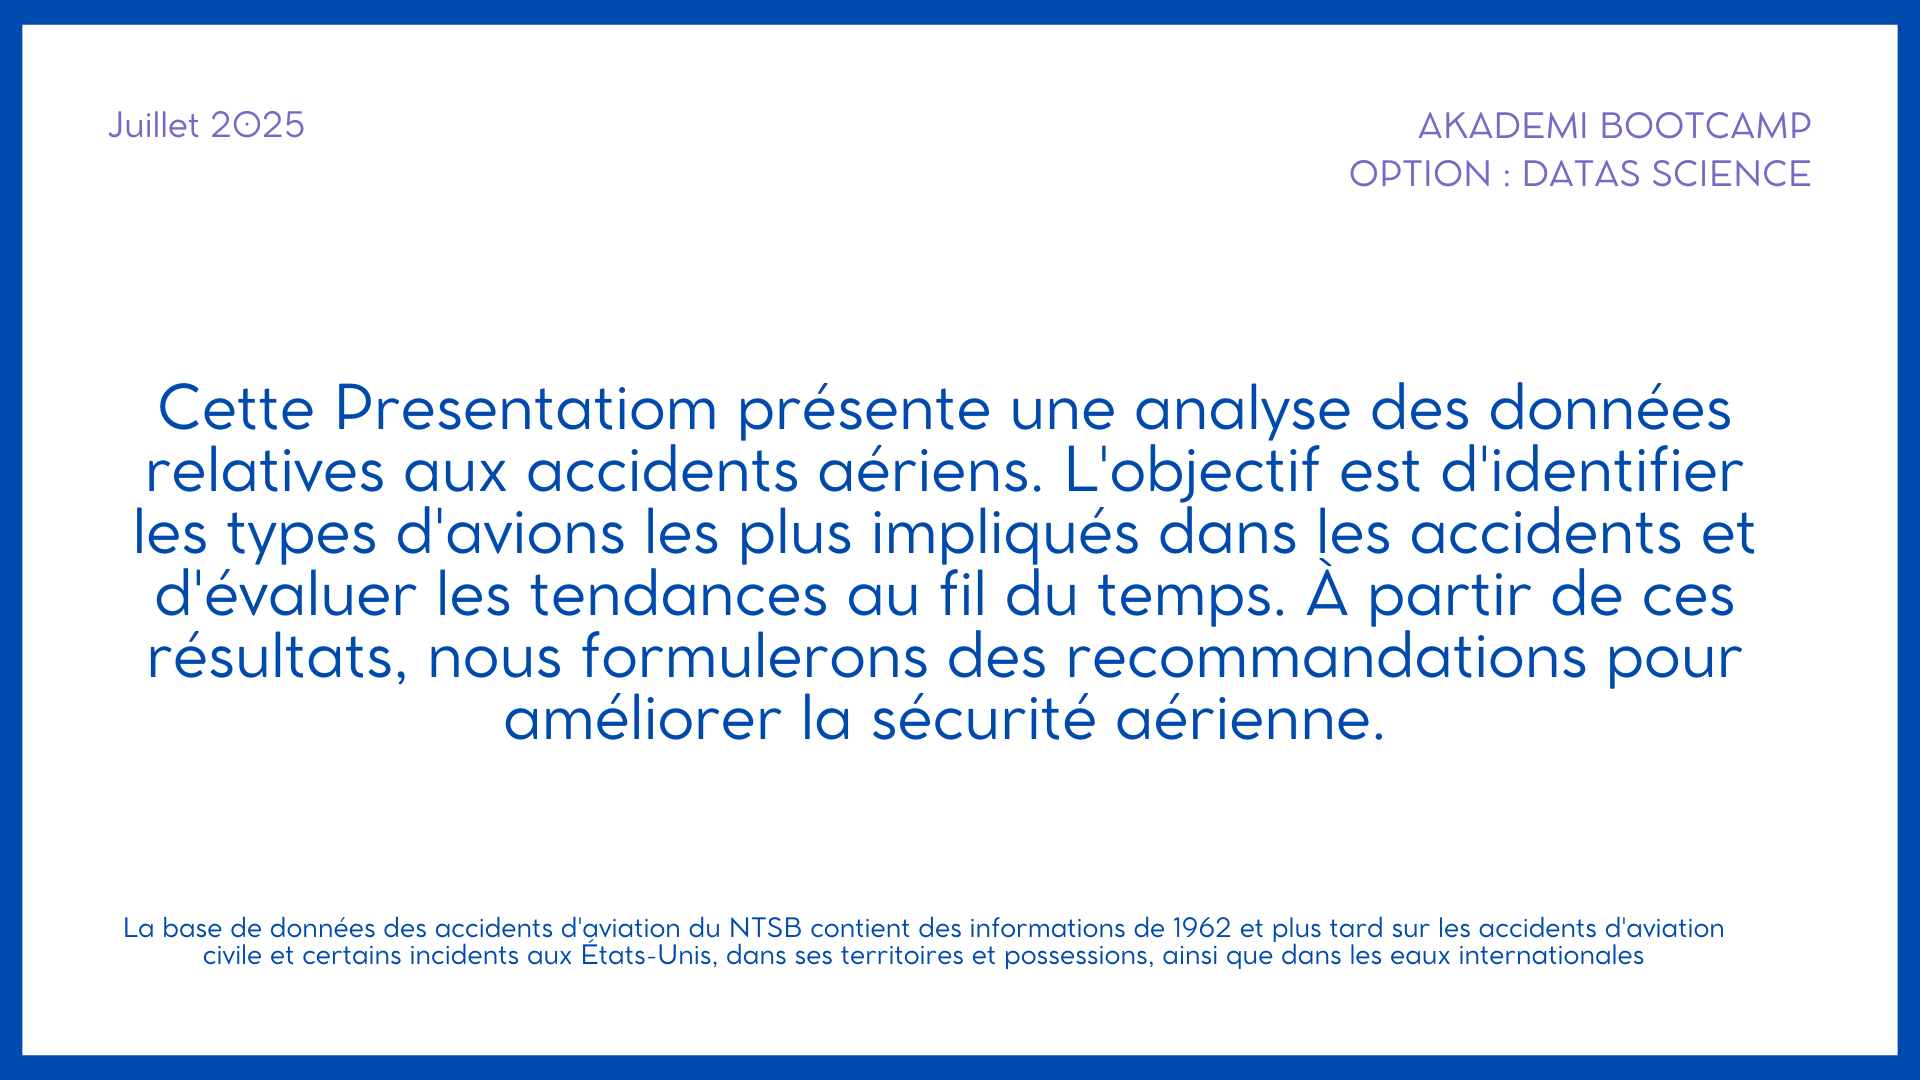 Juillet 2025
AKADEMI BOOTCAMP
OPTION : DATAS SCIENCE
Cette Presentatiom présente une analyse des données
relatives aux accidents aériens. L'objectif est d'identifier
les types d'avions les plus impliqués dans les accidents et
d'évaluer les tendances au fil du temps. À partir de ces
résultats, nous formulerons des recommandations pour
améliorer la sécurité aérienne.
La base de données des accidents d'aviation du NTSB contient des informations de 1962 et plus tard sur les accidents d'aviation
civile et certains incidents aux États-Unis, dans ses territoires et possessions, ainsi que dans les eaux internationales